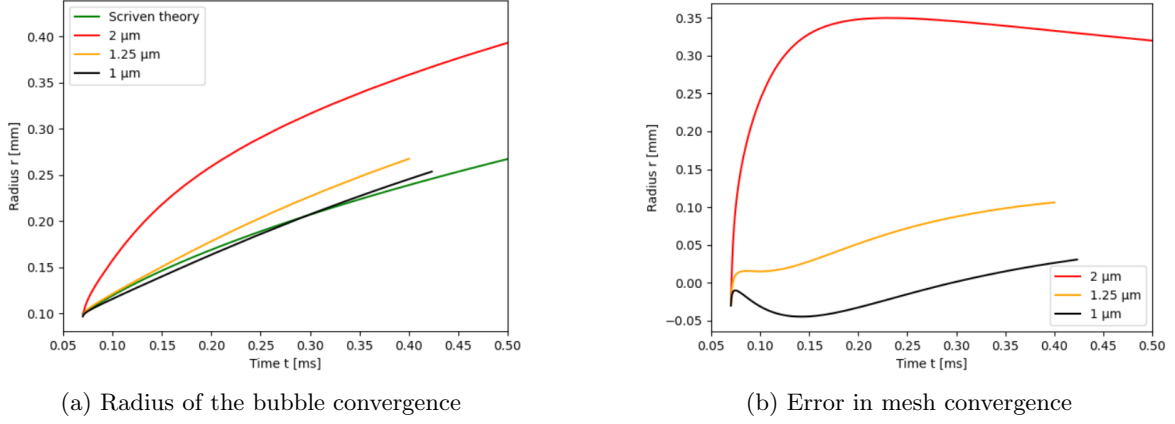 Scriven theory
2 μm
1.25 μm
1 μm
Radius r [mm]
0.40
0.35
0.30
0.25
0.20
0.15
0.10
0.05 0.10 0.15 0.20 0.25 0.30 0.35 0.40 0.45 0.50
Time t [ms]
(a) Radius of the bubble convergence
Radius r [mm]
0.35
0.30
0.25
0.20
0.15
0.10
0.05
0.00
−0.05
2 μm
1.25 μm
1 μm
0.05 0.10 0.15 0.20 0.25 0.30 0.35 0.40 0.45 0.50
Time t [ms]
(b) Error in mesh convergence